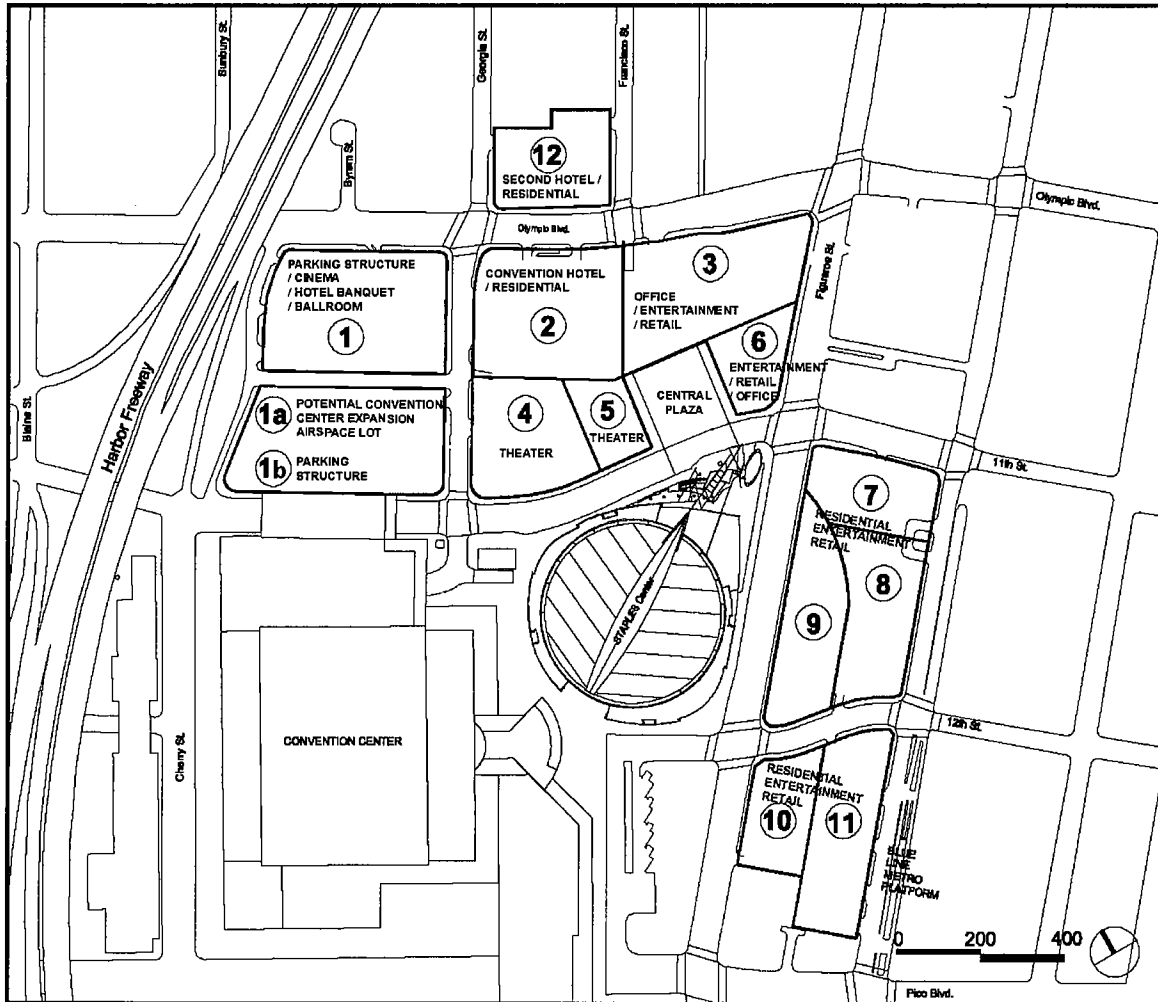 Sunbury St.
Georgia St.
Francisco St.
Byram St.
12
SECOND HOTEL /
RESIDENTIAL
Olympic Blvd.
Olympic Blvd.
Figueroa St.
PARKING STRUCTURE
/ CINEMA
/ HOTEL BANQUET
/ BALLROOM
1
CONVENTION HOTEL
/ RESIDENTIAL
2
3
OFFICE
/ ENTERTAINMENT
/ RETAIL
6
ENTERTAINMENT
/ RETAIL
/ OFFICE
Harbor Freeway
Blaine St.
1a
POTENTIAL CONVENTION
CENTER EXPANSION
AIRSPACE LOT
1b
PARKING
STRUCTURE
4
THEATER
5
THEATER
CENTRAL
PLAZA
11th St.
7
RESIDENTIAL
ENTERTAINMENT
RETAIL
8
9
STAPLES Center
CONVENTION CENTER
Cherry St.
12th St.
RESIDENTIAL
ENTERTAINMENT
RETAIL
10
11
BLUE
LINE
METRO
PLATFORM
0 200 400
Pico Blvd.